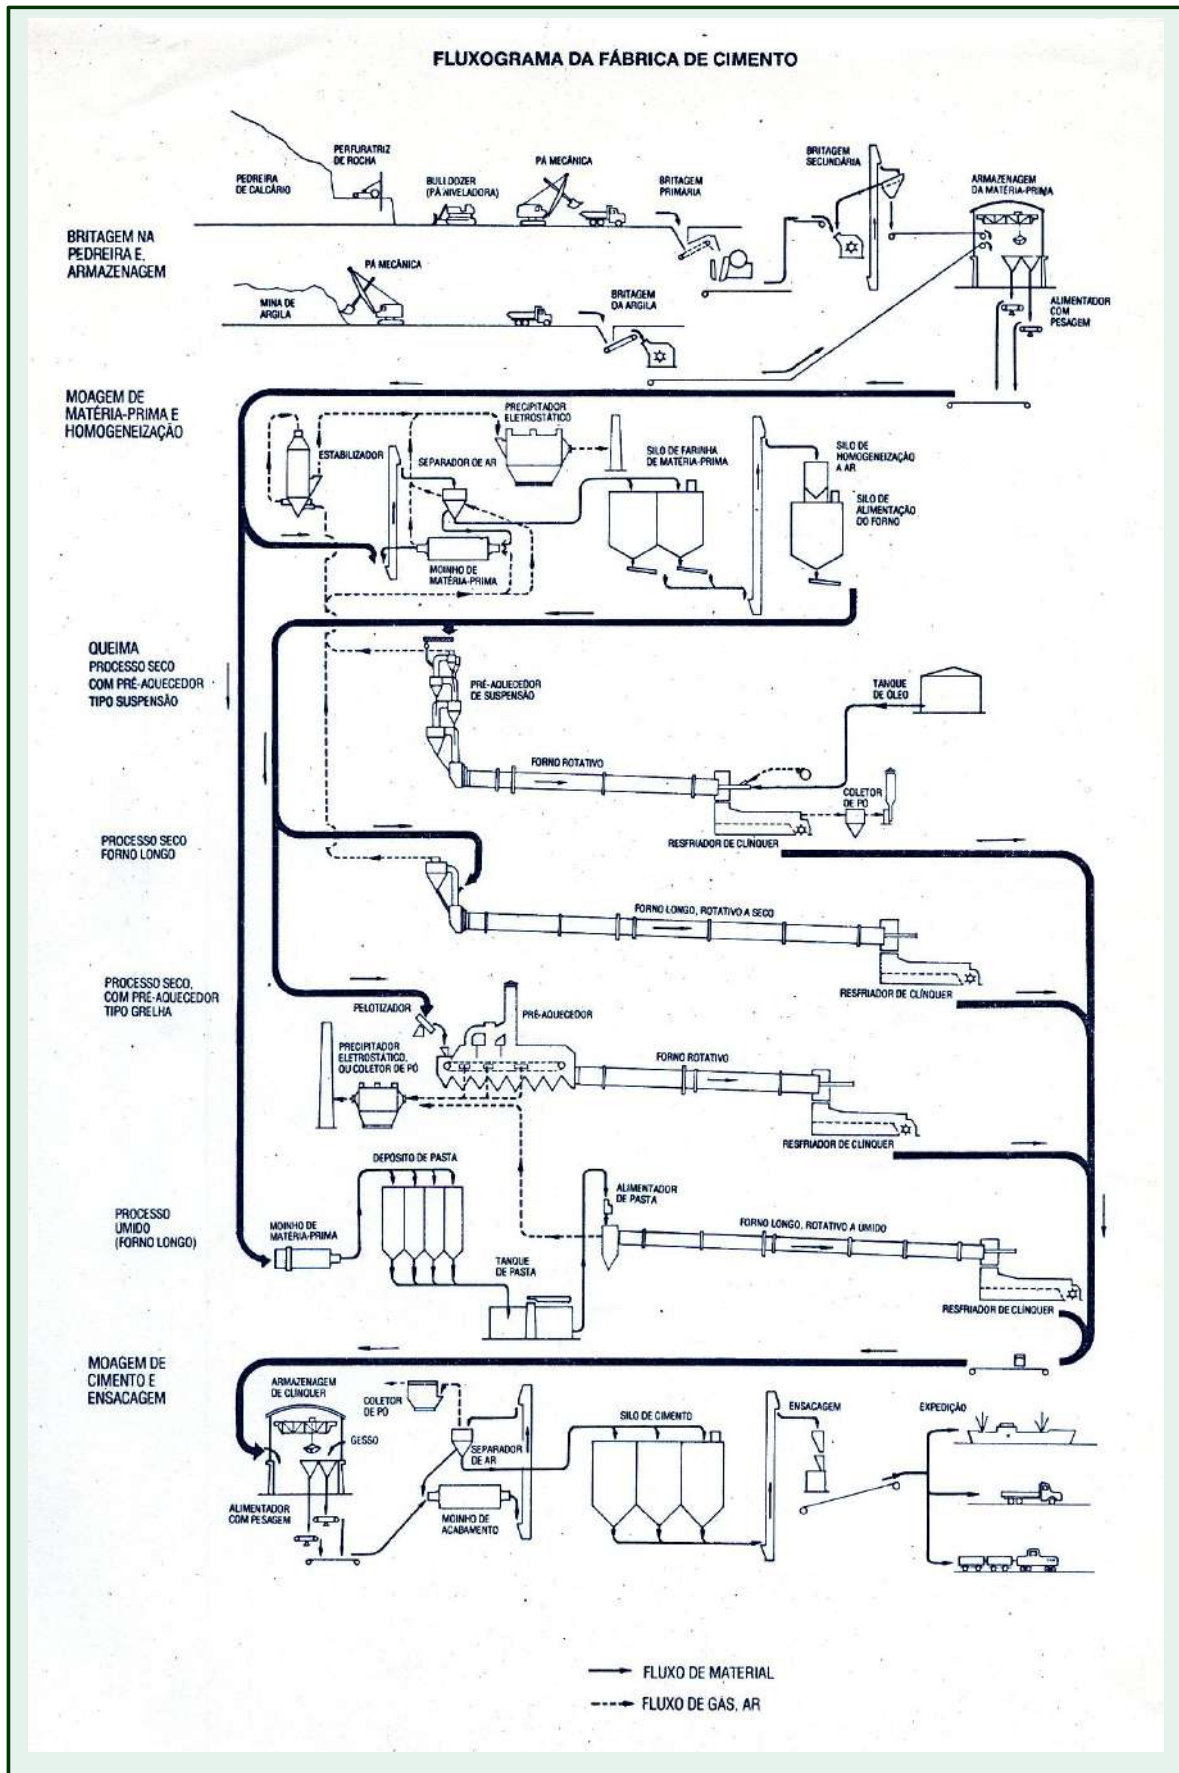 FLUXOGRAMA DA FÁBRICA DE CIMENTO
BRITAGEM NA
PEDREIRA E,
ARMAZENAGEM
PEDREIRA
DE CALCÁRIO
PERFURATRIZ
DE ROCHA
BULLDOZER
(PÁ NIVELADORA)
PÁ MECÂNICA
BRITAGEM
PRIMARIA
BRITAGEM
SECUNDÁRIA
ARMAZENAGEM
DA MATÉRIA-PRIMA
MINA DE
ARGILA
PÁ MECÂNICA
BRITAGEM
DA ARGILA
ALIMENTADOR
COM
PESAGEM
MOAGEM DE
MATÉRIA-PRIMA E
HOMOGENEIZAÇÃO
ESTABILIZADOR
SEPARADOR DE AR
PRECIPITADOR
ELETROSTÁTICO
SILO DE FARINHA
DE MATÉRIA-PRIMA
SILO DE
HOMOGENEIZAÇÃO
A AR
SILO DE
ALIMENTAÇÃO
DO FORNO
MOINHO DE
MATÉRIA-PRIMA
QUEIMA
PROCESSO SECO
COM PRÉ-AQUECEDOR
TIPO SUSPENSÃO
PRÉ-AQUECEDOR
DE SUSPENSÃO
TANQUE
DE ÓLEO
FORNO ROTATIVO
COLETOR
DE PÓ
RESFRIADOR DE CLÍNQUER
PROCESSO SECO
FORNO LONGO
FORNO LONGO, ROTATIVO A SECO
RESFRIADOR DE CLÍNQUER
PROCESSO SECO,
COM PRÉ-AQUECEDOR
TIPO GRELHA
PELOTIZADOR
PRÉ-AQUECEDOR
PRECIPITADOR
ELETROSTÁTICO,
OU COLETOR DE PÓ
FORNO ROTATIVO
RESFRIADOR DE CLÍNQUER
PROCESSO
ÚMIDO
(FORNO LONGO)
MOINHO DE
MATÉRIA-PRIMA
DEPÓSITO DE PASTA
TANQUE
DE PASTA
ALIMENTADOR
DE PASTA
FORNO LONGO, ROTATIVO A ÚMIDO
RESFRIADOR DE CLÍNQUER
MOAGEM DE
CIMENTO E
ENSACAGEM
ARMAZENAGEM
DE CLÍNQUER
GESSO
COLETOR
DE PÓ
SEPARADOR
DE AR
SILO DE CIMENTO
ENSACAGEM
EXPEDIÇÃO
ALIMENTADOR
COM PESAGEM
MOINHO DE
ACABAMENTO
FLUXO DE MATERIAL
FLUXO DE GÁS, AR